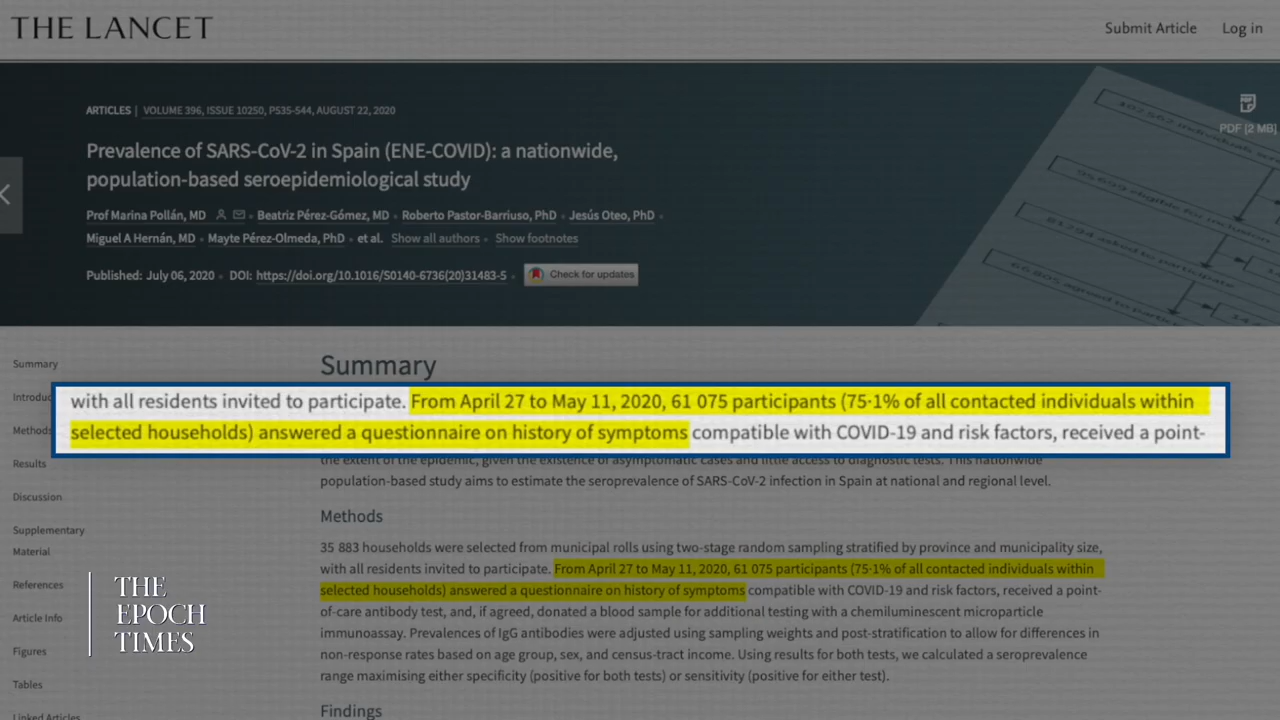 THE LANCET
Submit Article
Log in
ARTICLES | VOLUME 396, ISSUE 10250, P535-544, AUGUST 22, 2020
PDF [2 MB]
Prevalence of SARS-CoV-2 in Spain (ENE-COVID): a nationwide,
population-based seroepidemiological study
Prof Marina Pollán, MD • Beatriz Pérez-Gómez, MD • Roberto Pastor-Barriuso, PhD • Jesús Oteo, PhD •
Miguel A Hernán, MD • Mayte Pérez-Olmeda, PhD • et al. Show all authors • Show footnotes
Published: July 06, 2020 • DOI: https://doi.org/10.1016/S0140-6736(20)31483-5 •
Check for updates
Summary
Summary
with all residents invited to participate. From April 27 to May 11, 2020, 61 075 participants (75·1% of all contacted individuals within
selected households) answered a questionnaire on history of symptoms compatible with COVID-19 and risk factors, received a point-
the extent of the epidemic, given the existence of asymptomatic cases and little access to diagnostic tests. This nationwide
population-based study aims to estimate the seroprevalence of SARS-CoV-2 infection in Spain at national and regional level.
Methods
35 883 households were selected from municipal rolls using two-stage random sampling stratified by province and municipality size,
with all residents invited to participate. From April 27 to May 11, 2020, 61 075 participants (75·1% of all contacted individuals within
selected households) answered a questionnaire on history of symptoms compatible with COVID-19 and risk factors, received a point-
of-care antibody test, and, if agreed, donated a blood sample for additional testing with a chemiluminescent microparticle
immunoassay. Prevalences of IgG antibodies were adjusted using sampling weights and post-stratification to allow for differences in
non-response rates based on age group, sex, and census-tract income. Using results for both tests, we calculated a seroprevalence
range maximising either specificity (positive for both tests) or sensitivity (positive for either test).
Findings
Methods
Results
Discussion
Supplementary
Material
References
Article Info
Figures
Tables
Linked Articles
THE
EPOCH
TIMES